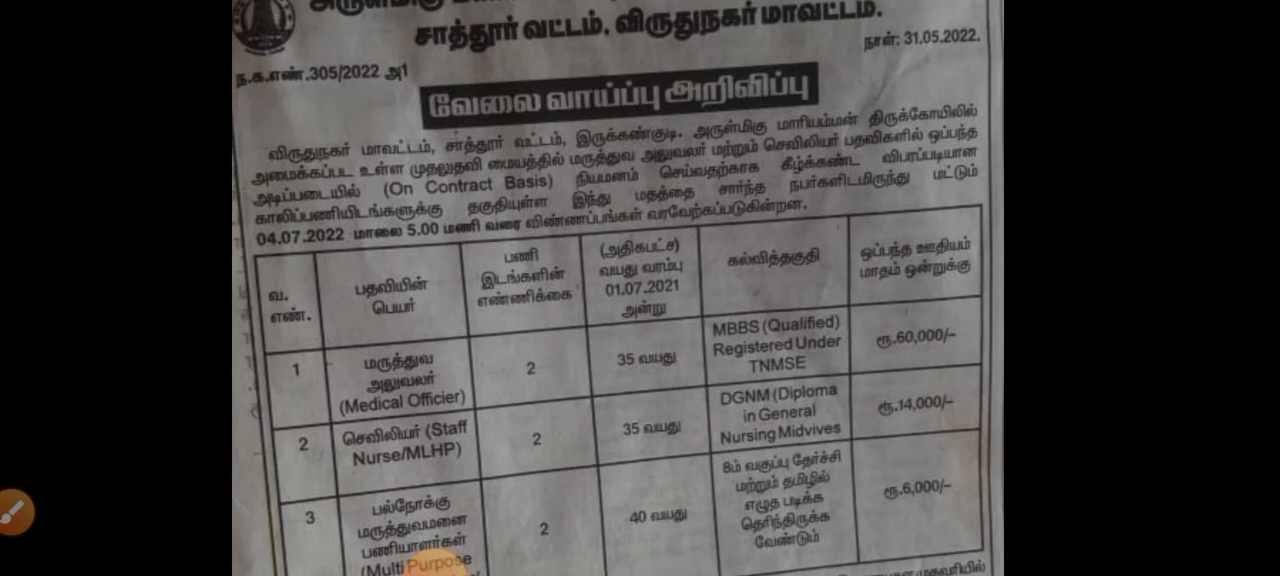 அருள்மிகு
சாத்தூர் வட்டம், விருதுநகர் மாவட்டம்.
ந.க.எண்.305/2022 அ1
நாள்: 31.05.2022.
வேலை வாய்ப்பு அறிவிப்பு
விருதுநகர் மாவட்டம், சாத்தூர் வட்டம், இருக்கண்குடி, அருள்மிகு மாரியம்மன் திருக்கோயிலில்
அமைக்கப்பட உள்ள முதலுதவி மையத்தில் மருத்துவ அலுவலர் மற்றும் செவிலியர் பதவிகளில் ஒப்பந்த
அடிப்படையில் (On Contract Basis) நியமனம் செய்வதற்காக கீழ்க்கண்ட விபரப்படியான
காலிப்பணியிடங்களுக்கு தகுதியுள்ள இந்து மதத்தை சார்ந்த நபர்களிடமிருந்து மட்டும்
04.07.2022 மாலை 5.00 மணி வரை விண்ணப்பங்கள் வரவேற்கப்படுகின்றன.
வ.
எண்.
பதவியின்
பெயர்
பணி
இடங்களின்
எண்ணிக்கை
(அதிகபட்ச)
வயது வரம்பு
01.07.2021
அன்று
கல்வித்தகுதி
ஒப்பந்த ஊதியம்
மாதம் ஒன்றுக்கு
1
மருத்துவ
அலுவலர்
(Medical Officier)
2
35 வயது
MBBS (Qualified)
Registered Under
TNMSE
ரூ.60,000/-
2
செவிலியர் (Staff
Nurse/MLHP)
2
35 வயது
DGNM (Diploma
in General
Nursing Midvives
ரூ.14,000/-
3
பல்நோக்கு
மருத்துவமனை
பணியாளர்கள்
(Multi Purpose
2
40 வயது
8ம் வகுப்பு தேர்ச்சி
மற்றும் தமிழில்
எழுத படிக்க
தெரிந்திருக்க
வேண்டும்
ரூ.6,000/-
முகவரியில்